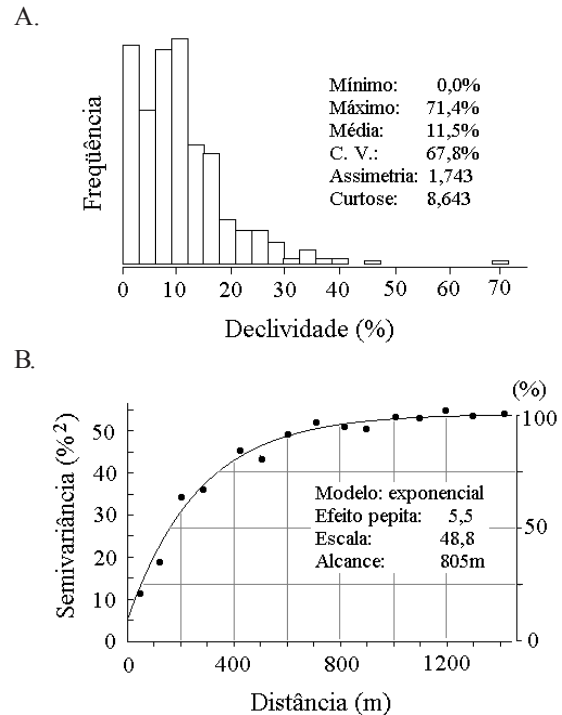 A.
Freqüência
Mínimo: 0,0%
Máximo: 71,4%
Média: 11,5%
C. V.: 67,8%
Assimetria: 1,743
Curtose: 8,643
0 10 20 30 40 50 60 70
Declividade (%)
B.
(%)
Semivariância (%²)
50
40
30
20
10
0
100
50
0
Modelo: exponencial
Efeito pepita: 5,5
Escala: 48,8
Alcance: 805m
0 400 800 1200
Distância (m)